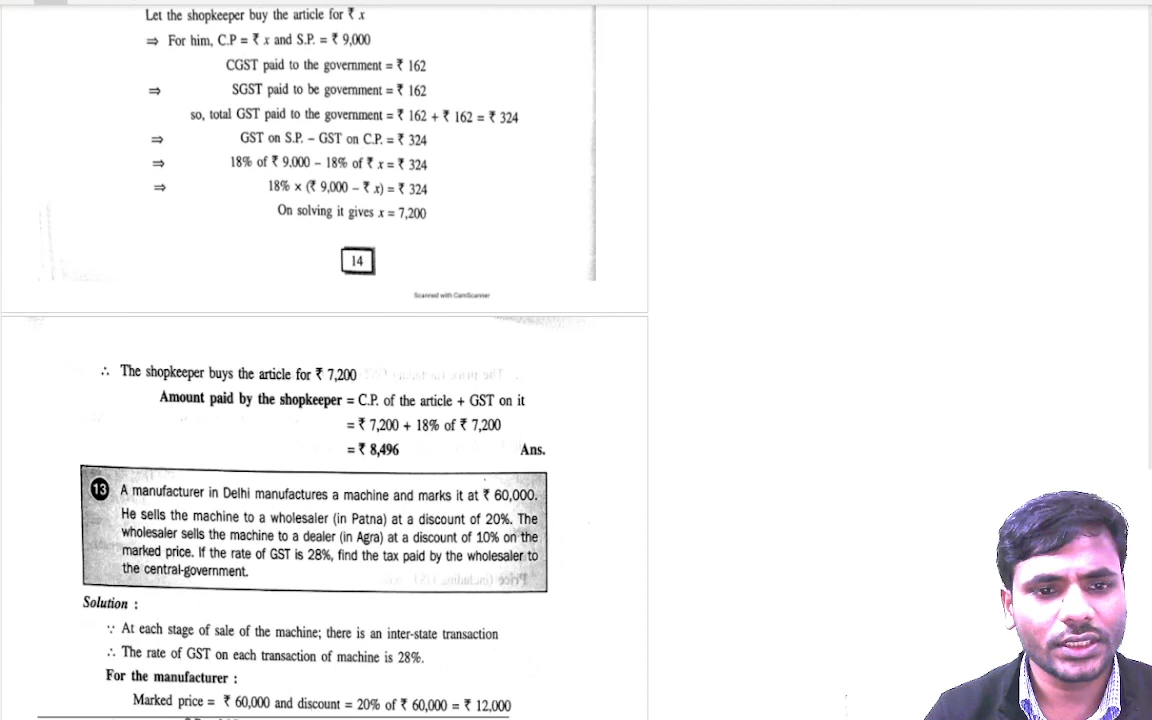 Let the shopkeeper buy the article for ₹ x
⇒ For him, C.P = ₹ x and S.P. = ₹ 9,000
CGST paid to the government = ₹ 162
⇒ SGST paid to be government = ₹ 162
so, total GST paid to the government = ₹ 162 + ₹ 162 = ₹ 324
⇒ GST on S.P. – GST on C.P. = ₹ 324
⇒ 18% of ₹ 9,000 – 18% of ₹ x = ₹ 324
⇒ 18% × (₹ 9,000 – ₹ x) = ₹ 324
On solving it gives x = 7,200
14
Scanned with CamScanner
∴ The shopkeeper buys the article for ₹ 7,200
Amount paid by the shopkeeper = C.P. of the article + GST on it
= ₹ 7,200 + 18% of ₹ 7,200
= ₹ 8,496 Ans.
13 A manufacturer in Delhi manufactures a machine and marks it at ₹ 60,000.
He sells the machine to a wholesaler (in Patna) at a discount of 20%. The
wholesaler sells the machine to a dealer (in Agra) at a discount of 10% on the
marked price. If the rate of GST is 28%, find the tax paid by the wholesaler to
the central-government.
Solution :
∵ At each stage of sale of the machine; there is an inter-state transaction
∴ The rate of GST on each transaction of machine is 28%.
For the manufacturer :
Marked price = ₹ 60,000 and discount = 20% of ₹ 60,000 = ₹ 12,000